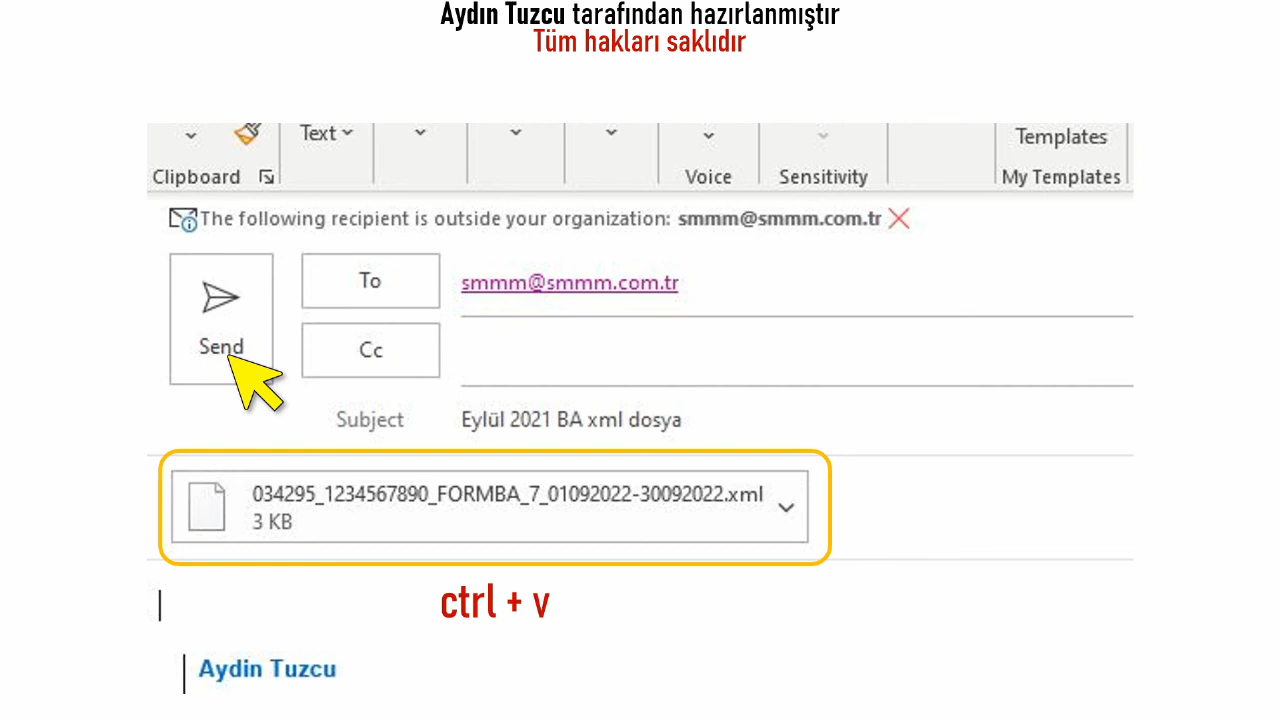 Aydın Tuzcu tarafından hazırlanmıştır
Tüm hakları saklıdır
Text
Templates
Clipboard
Voice
Sensitivity
My Templates
The following recipient is outside your organization: smmm@smmm.com.tr
To
smmm@smmm.com.tr
Send
Cc
Subject
Eylül 2021 BA xml dosya
034295_1234567890_FORMBA_7_01092022-30092022.xml
3 KB
ctrl + v
Aydin Tuzcu